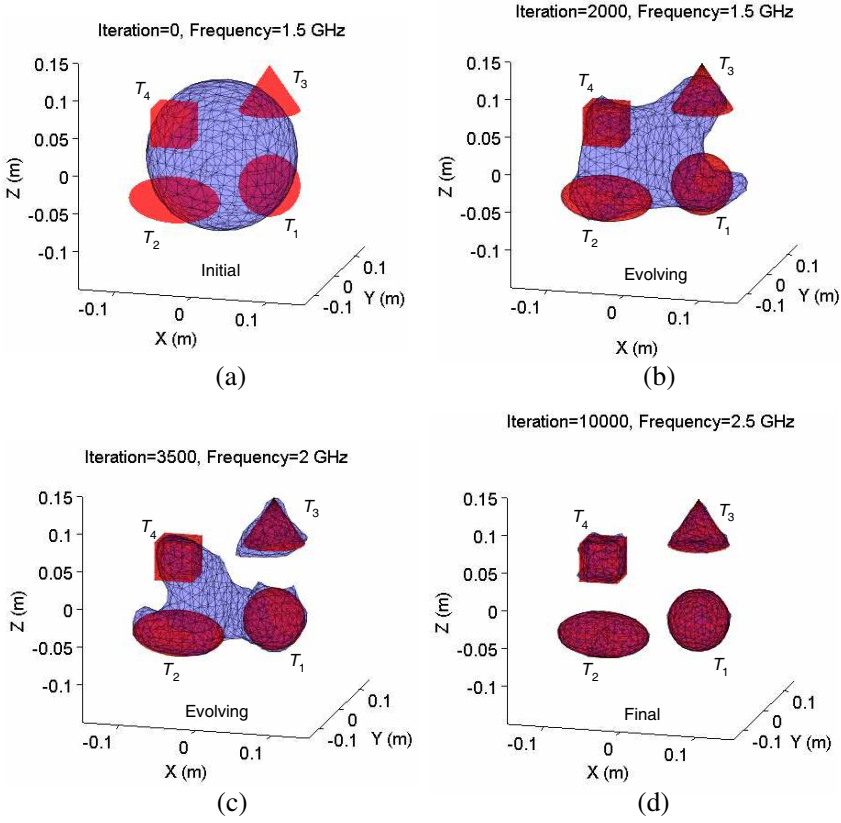 Iteration=0, Frequency=1.5 GHz
0.15
0.1
0.05
0
-0.05
-0.1
Z (m)
T4
T3
T2
T1
Initial
-0.1
0
0.1
X (m)
-0.1
0
0.1
Y (m)
(a)
Iteration=2000, Frequency=1.5 GHz
0.15
0.1
0.05
0
-0.05
-0.1
Z (m)
T4
T3
T2
T1
Evolving
-0.1
0
0.1
X (m)
-0.1
0
0.1
Y (m)
(b)
Iteration=3500, Frequency=2 GHz
0.15
0.1
0.05
0
-0.05
-0.1
Z (m)
T4
T3
T2
T1
Evolving
-0.1
0
0.1
X (m)
-0.1
0
0.1
Y (m)
(c)
Iteration=10000, Frequency=2.5 GHz
0.15
0.1
0.05
0
-0.05
-0.1
Z (m)
T4
T3
T2
T1
Final
-0.1
0
0.1
X (m)
-0.1
0
0.1
Y (m)
(d)